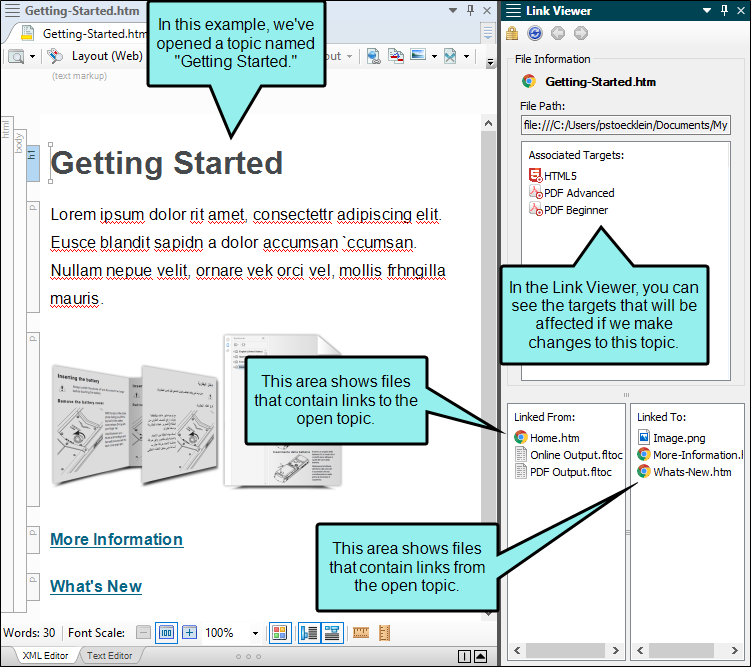 Getting-Started.htm
Getting-Started.htm
Layout (Web)
(text markup)
In this example, we've
opened a topic named
"Getting Started."
html
body
h1
Getting Started
p
Lorem ipsum dolor rit amet, consectettr adipiscing elit.
Eusce blandit sapidn a dolor accumsan `ccumsan.
Nullam nepue velit, ornare vek orci vel, mollis frhngilla
mauris.
p
Inserting the battery
Remove the battery cover
This area shows files
that contain links to the
open topic.
p
More Information
p
What's New
This area shows files
that contain links from
the open topic.
Words: 30
Font Scale:
100%
XML Editor
Text Editor
Link Viewer
File Information
Getting-Started.htm
File Path:
file:///C:/Users/pstoecklein/Documents/My
Associated Targets:
HTML5
PDF Advanced
PDF Beginner
In the Link Viewer, you can
see the targets that will be
affected if we make
changes to this topic.
Linked From:
Home.htm
Online Output.fltoc
PDF Output.fltoc
Linked To:
Image.png
More-Information.l
Whats-New.htm